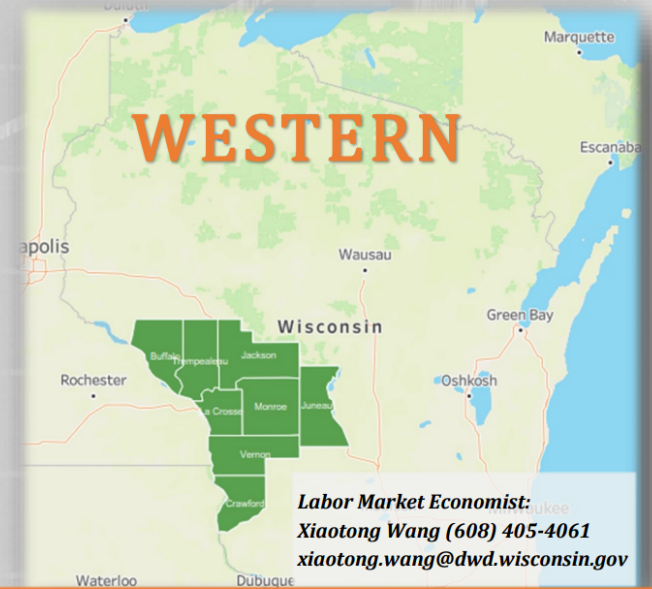 Duluth
Marquette
WESTERN
Escanaba
apolis
Wausau
Wisconsin
Green Bay
Buffalo
Trempealeau
Jackson
Rochester
Oshkosh
La Crosse
Monroe
Juneau
Vernon
Crawford
Labor Market Economist:
Xiaotong Wang (608) 405-4061
xiaotong.wang@dwd.wisconsin.gov
Waterloo
Dubuque